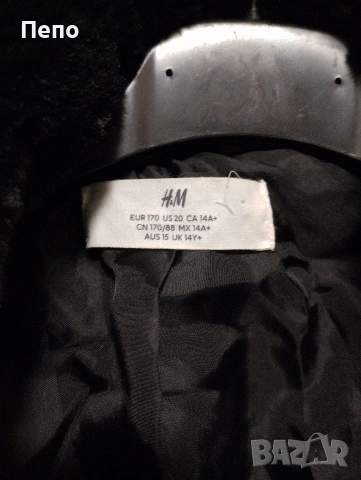 Пепо
H&M
EUR 170 US 20 CA 14A+
CN 170/88 MX 14A+
AUS 15 UK 14Y+
BAZAR